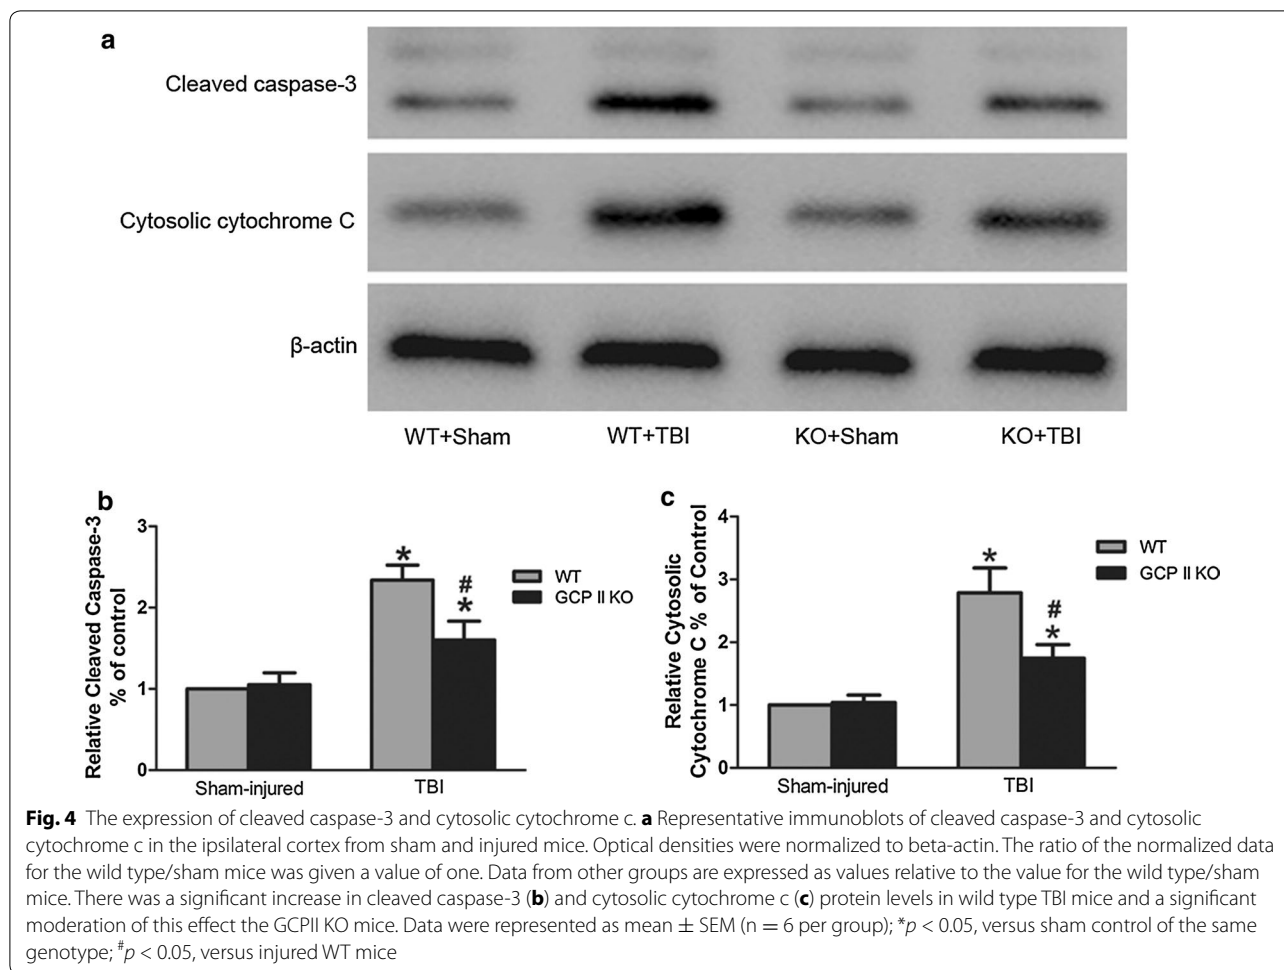 a
Cleaved caspase-3
Cytosolic cytochrome C
β-actin
WT+Sham WT+TBI KO+Sham KO+TBI
b
Relative Cleaved Caspase-3
% of control
3
2
1
0
*
#
*
WT
GCP II KO
Sham-injured TBI
c
Relative Cytosolic
Cytochrome C % of Control
4
3
2
1
0
*
#
*
WT
GCP II KO
Sham-injured TBI
Fig. 4 The expression of cleaved caspase-3 and cytosolic cytochrome c. a Representative immunoblots of cleaved caspase-3 and cytosolic
cytochrome c in the ipsilateral cortex from sham and injured mice. Optical densities were normalized to beta-actin. The ratio of the normalized data
for the wild type/sham mice was given a value of one. Data from other groups are expressed as values relative to the value for the wild type/sham
mice. There was a significant increase in cleaved caspase-3 (b) and cytosolic cytochrome c (c) protein levels in wild type TBI mice and a significant
moderation of this effect the GCPII KO mice. Data were represented as mean ± SEM (n = 6 per group); *p < 0.05, versus sham control of the same
genotype; #p < 0.05, versus injured WT mice